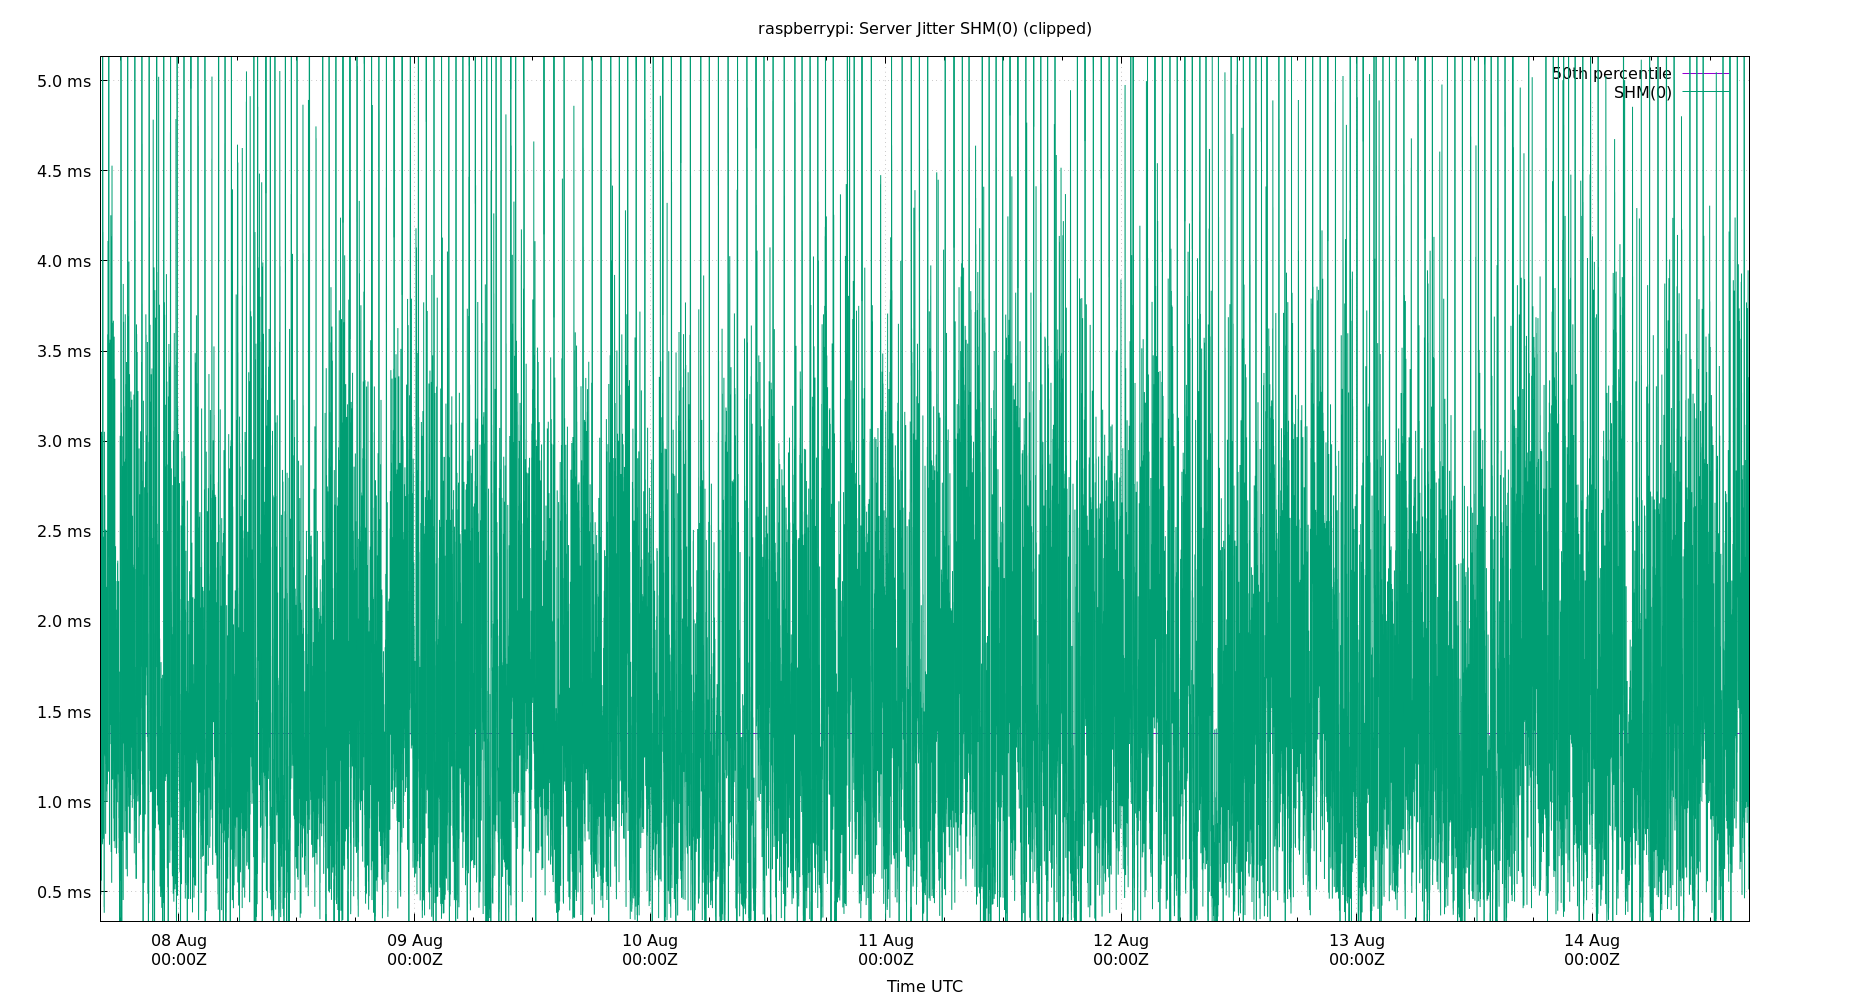 raspberrypi: Server Jitter SHM(0) (clipped)
50th percentile
SHM(0)
5.0 ms
4.5 ms
4.0 ms
3.5 ms
3.0 ms
2.5 ms
2.0 ms
1.5 ms
1.0 ms
0.5 ms
08 Aug 09 Aug 10 Aug 11 Aug 12 Aug 13 Aug 14 Aug
00:00Z 00:00Z 00:00Z 00:00Z 00:00Z 00:00Z 00:00Z
Time UTC